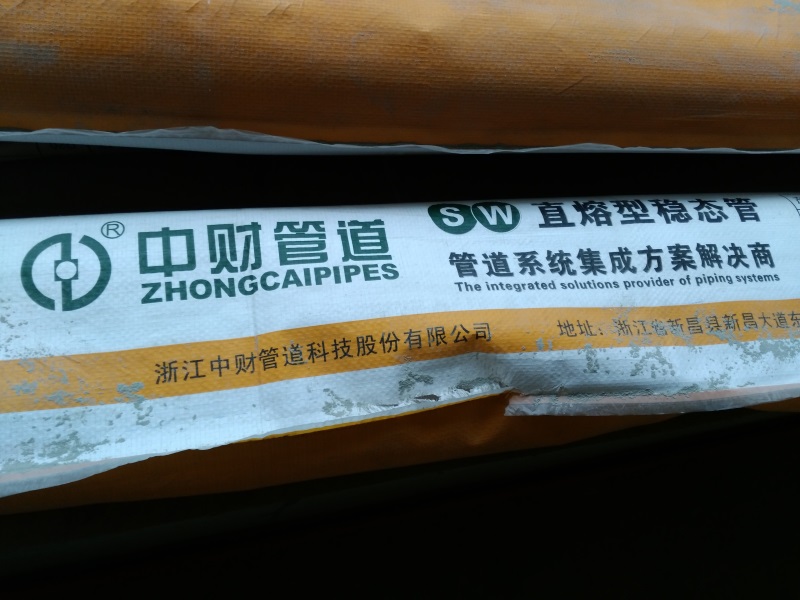 ® 中财管道
ZHONGCAIPIPES
SW 直熔型稳态管
管道系统集成方案解决商
The integrated solutions provider of piping systems
浙江中财管道科技股份有限公司
地址：浙江省新昌县新昌大道东